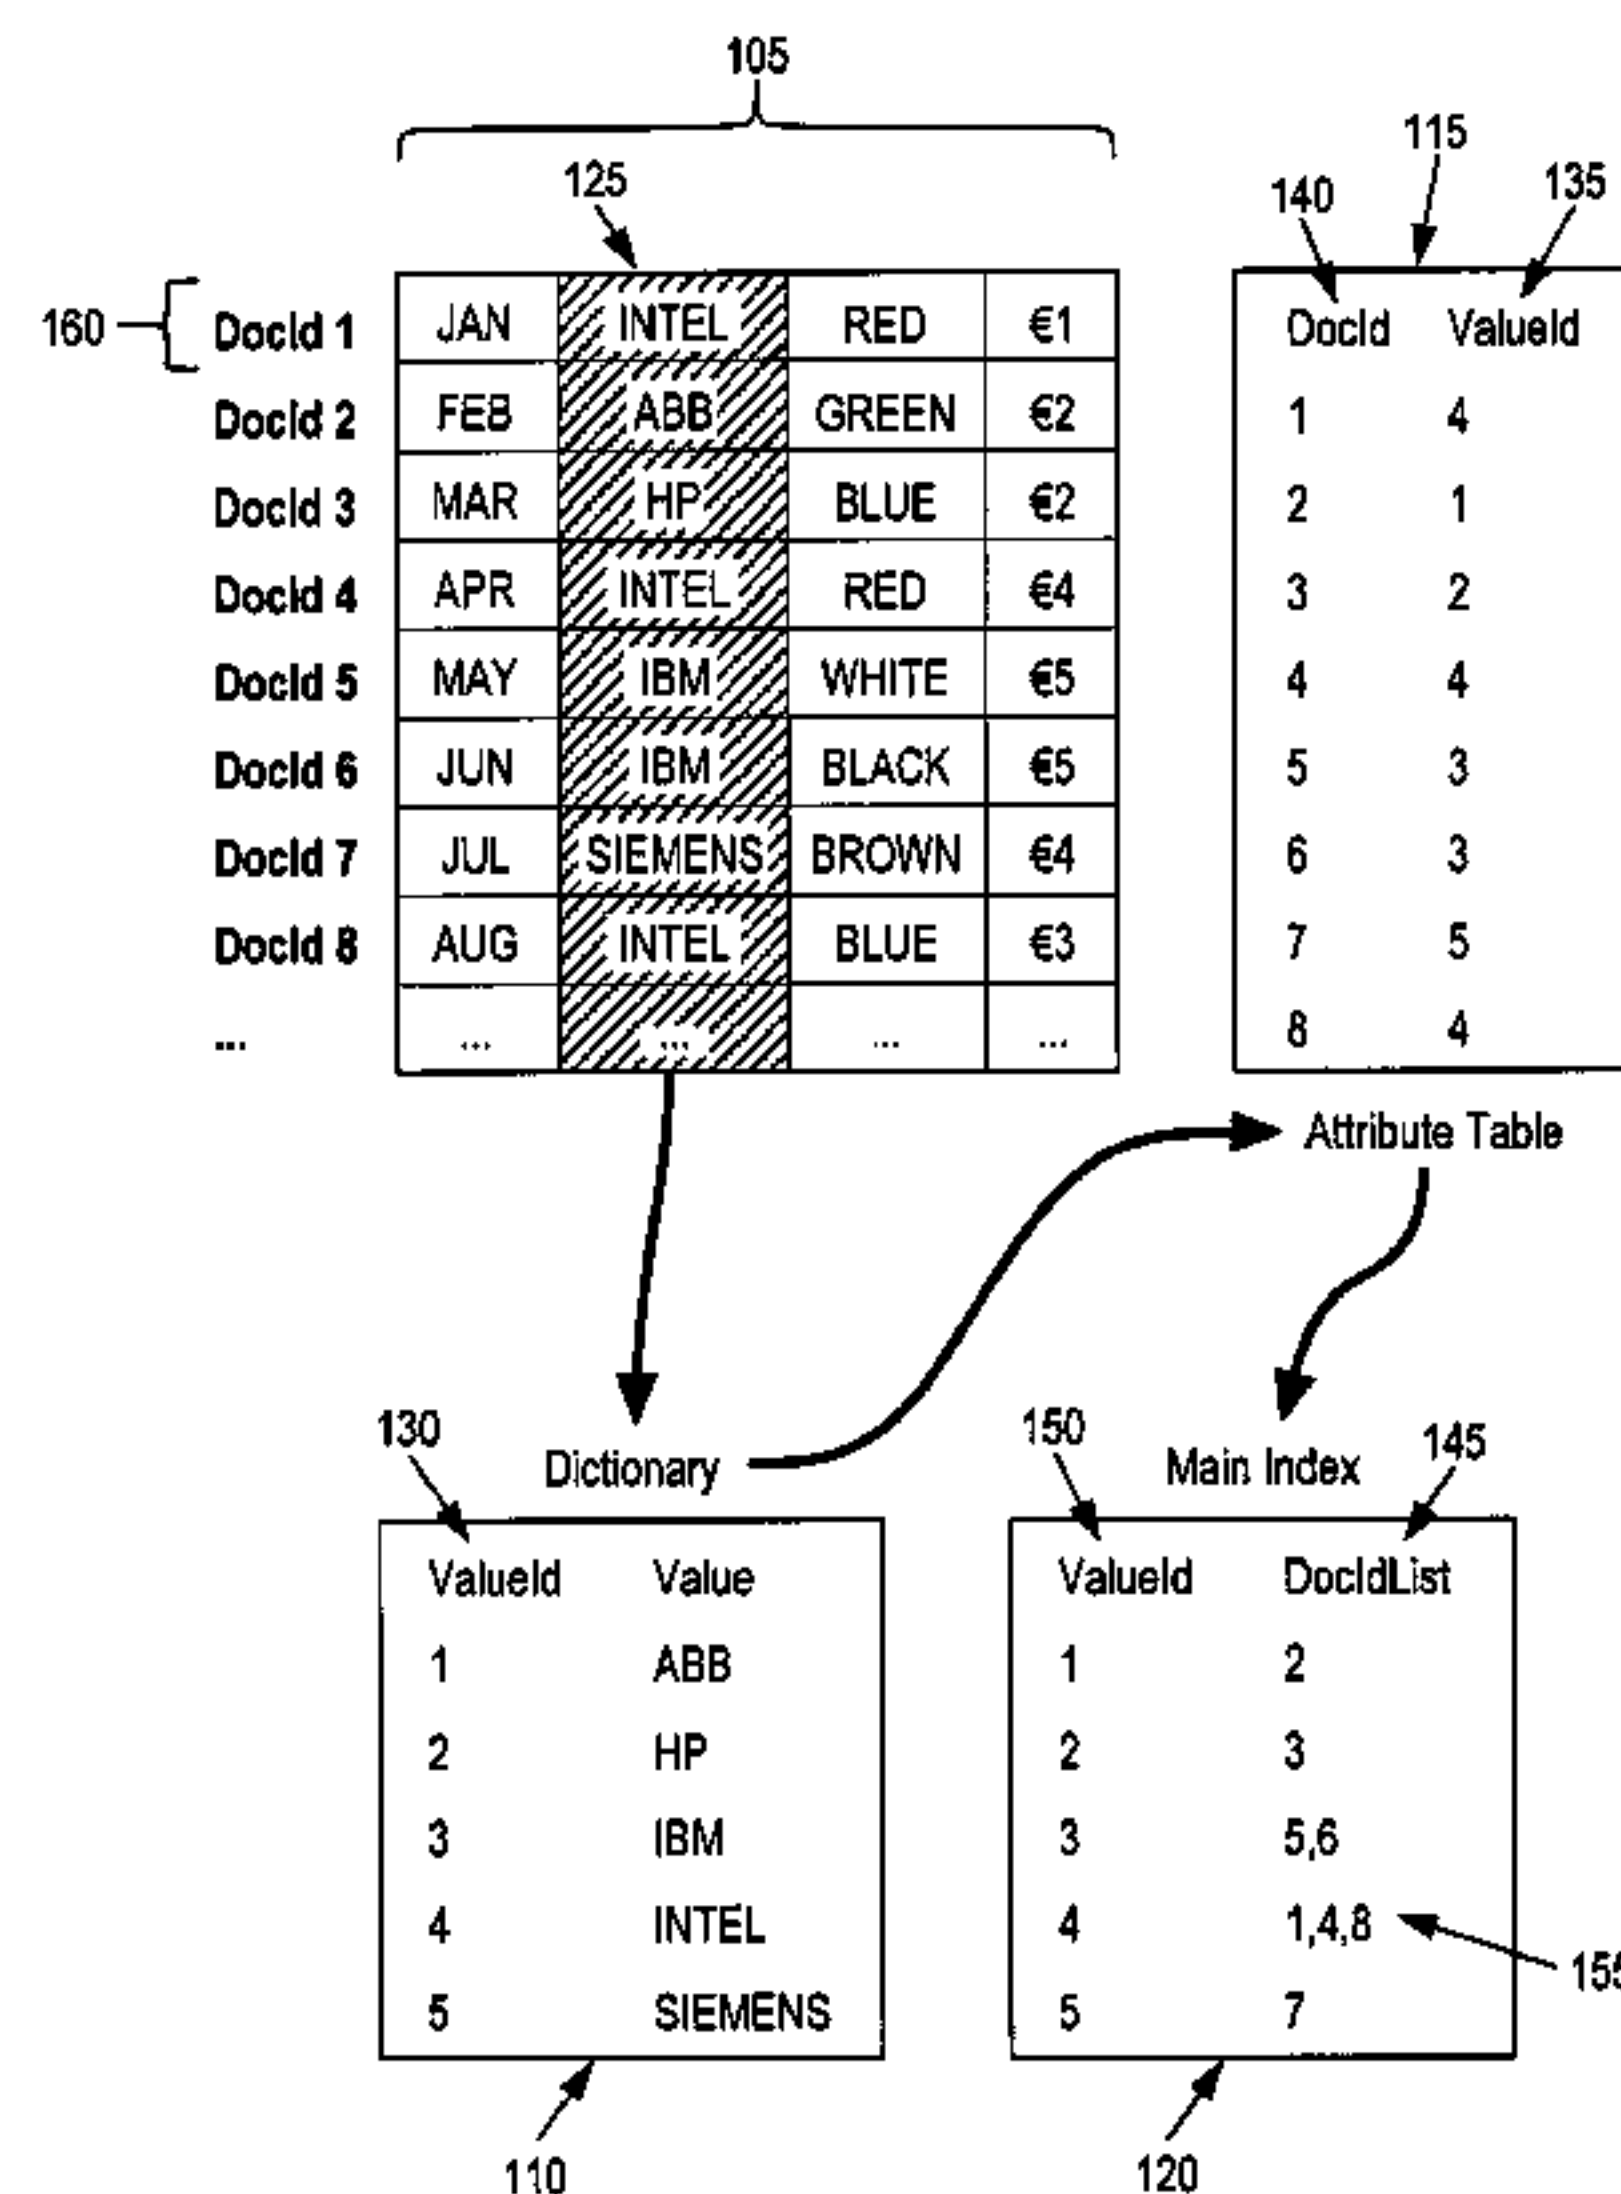 105
125
115
140 135
160 DocId 1 JAN INTEL RED €1
DocId 2 FEB ABB GREEN €2
DocId 3 MAR HP BLUE €2
DocId 4 APR INTEL RED €4
DocId 5 MAY IBM WHITE €5
DocId 6 JUN IBM BLACK €5
DocId 7 JUL SIEMENS BROWN €4
DocId 8 AUG INTEL BLUE €3
... ... ... ... ...
DocId ValueId
1 4
2 1
3 2
4 4
5 3
6 3
7 5
8 4
Attribute Table
130
Dictionary
ValueId Value
1 ABB
2 HP
3 IBM
4 INTEL
5 SIEMENS
110
150 145
Main Index
ValueId DocIdList
1 2
2 3
3 5,6
4 1,4,8
5 7
155
120